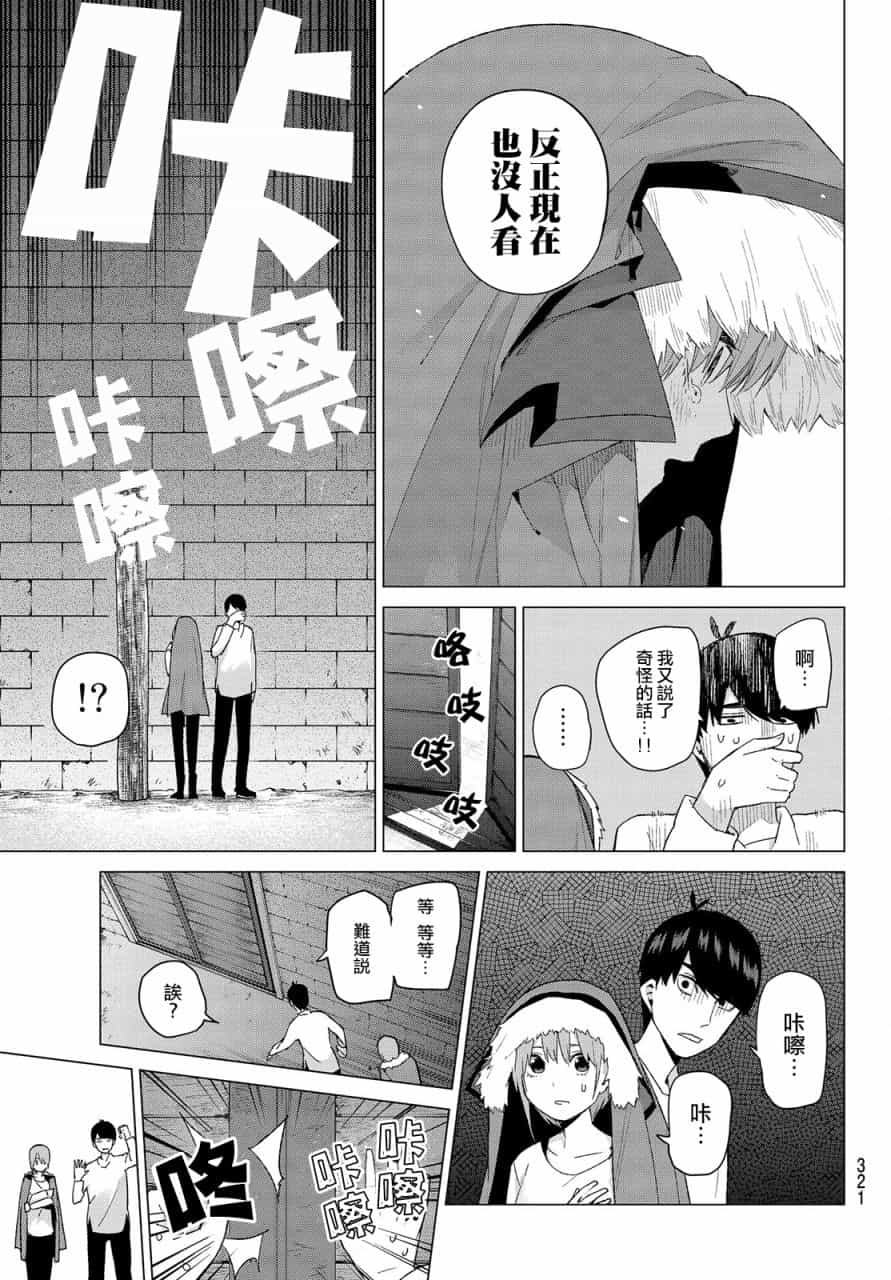 反正現在
也沒人看
啊…
我又說了
奇怪的話…!!
……
咯吱吱吱
咔嚓
咔嚓
!?
咔嚓…
咔…
等 等等…
難道説
誒?
咔嚓
咔嚓
咚
321